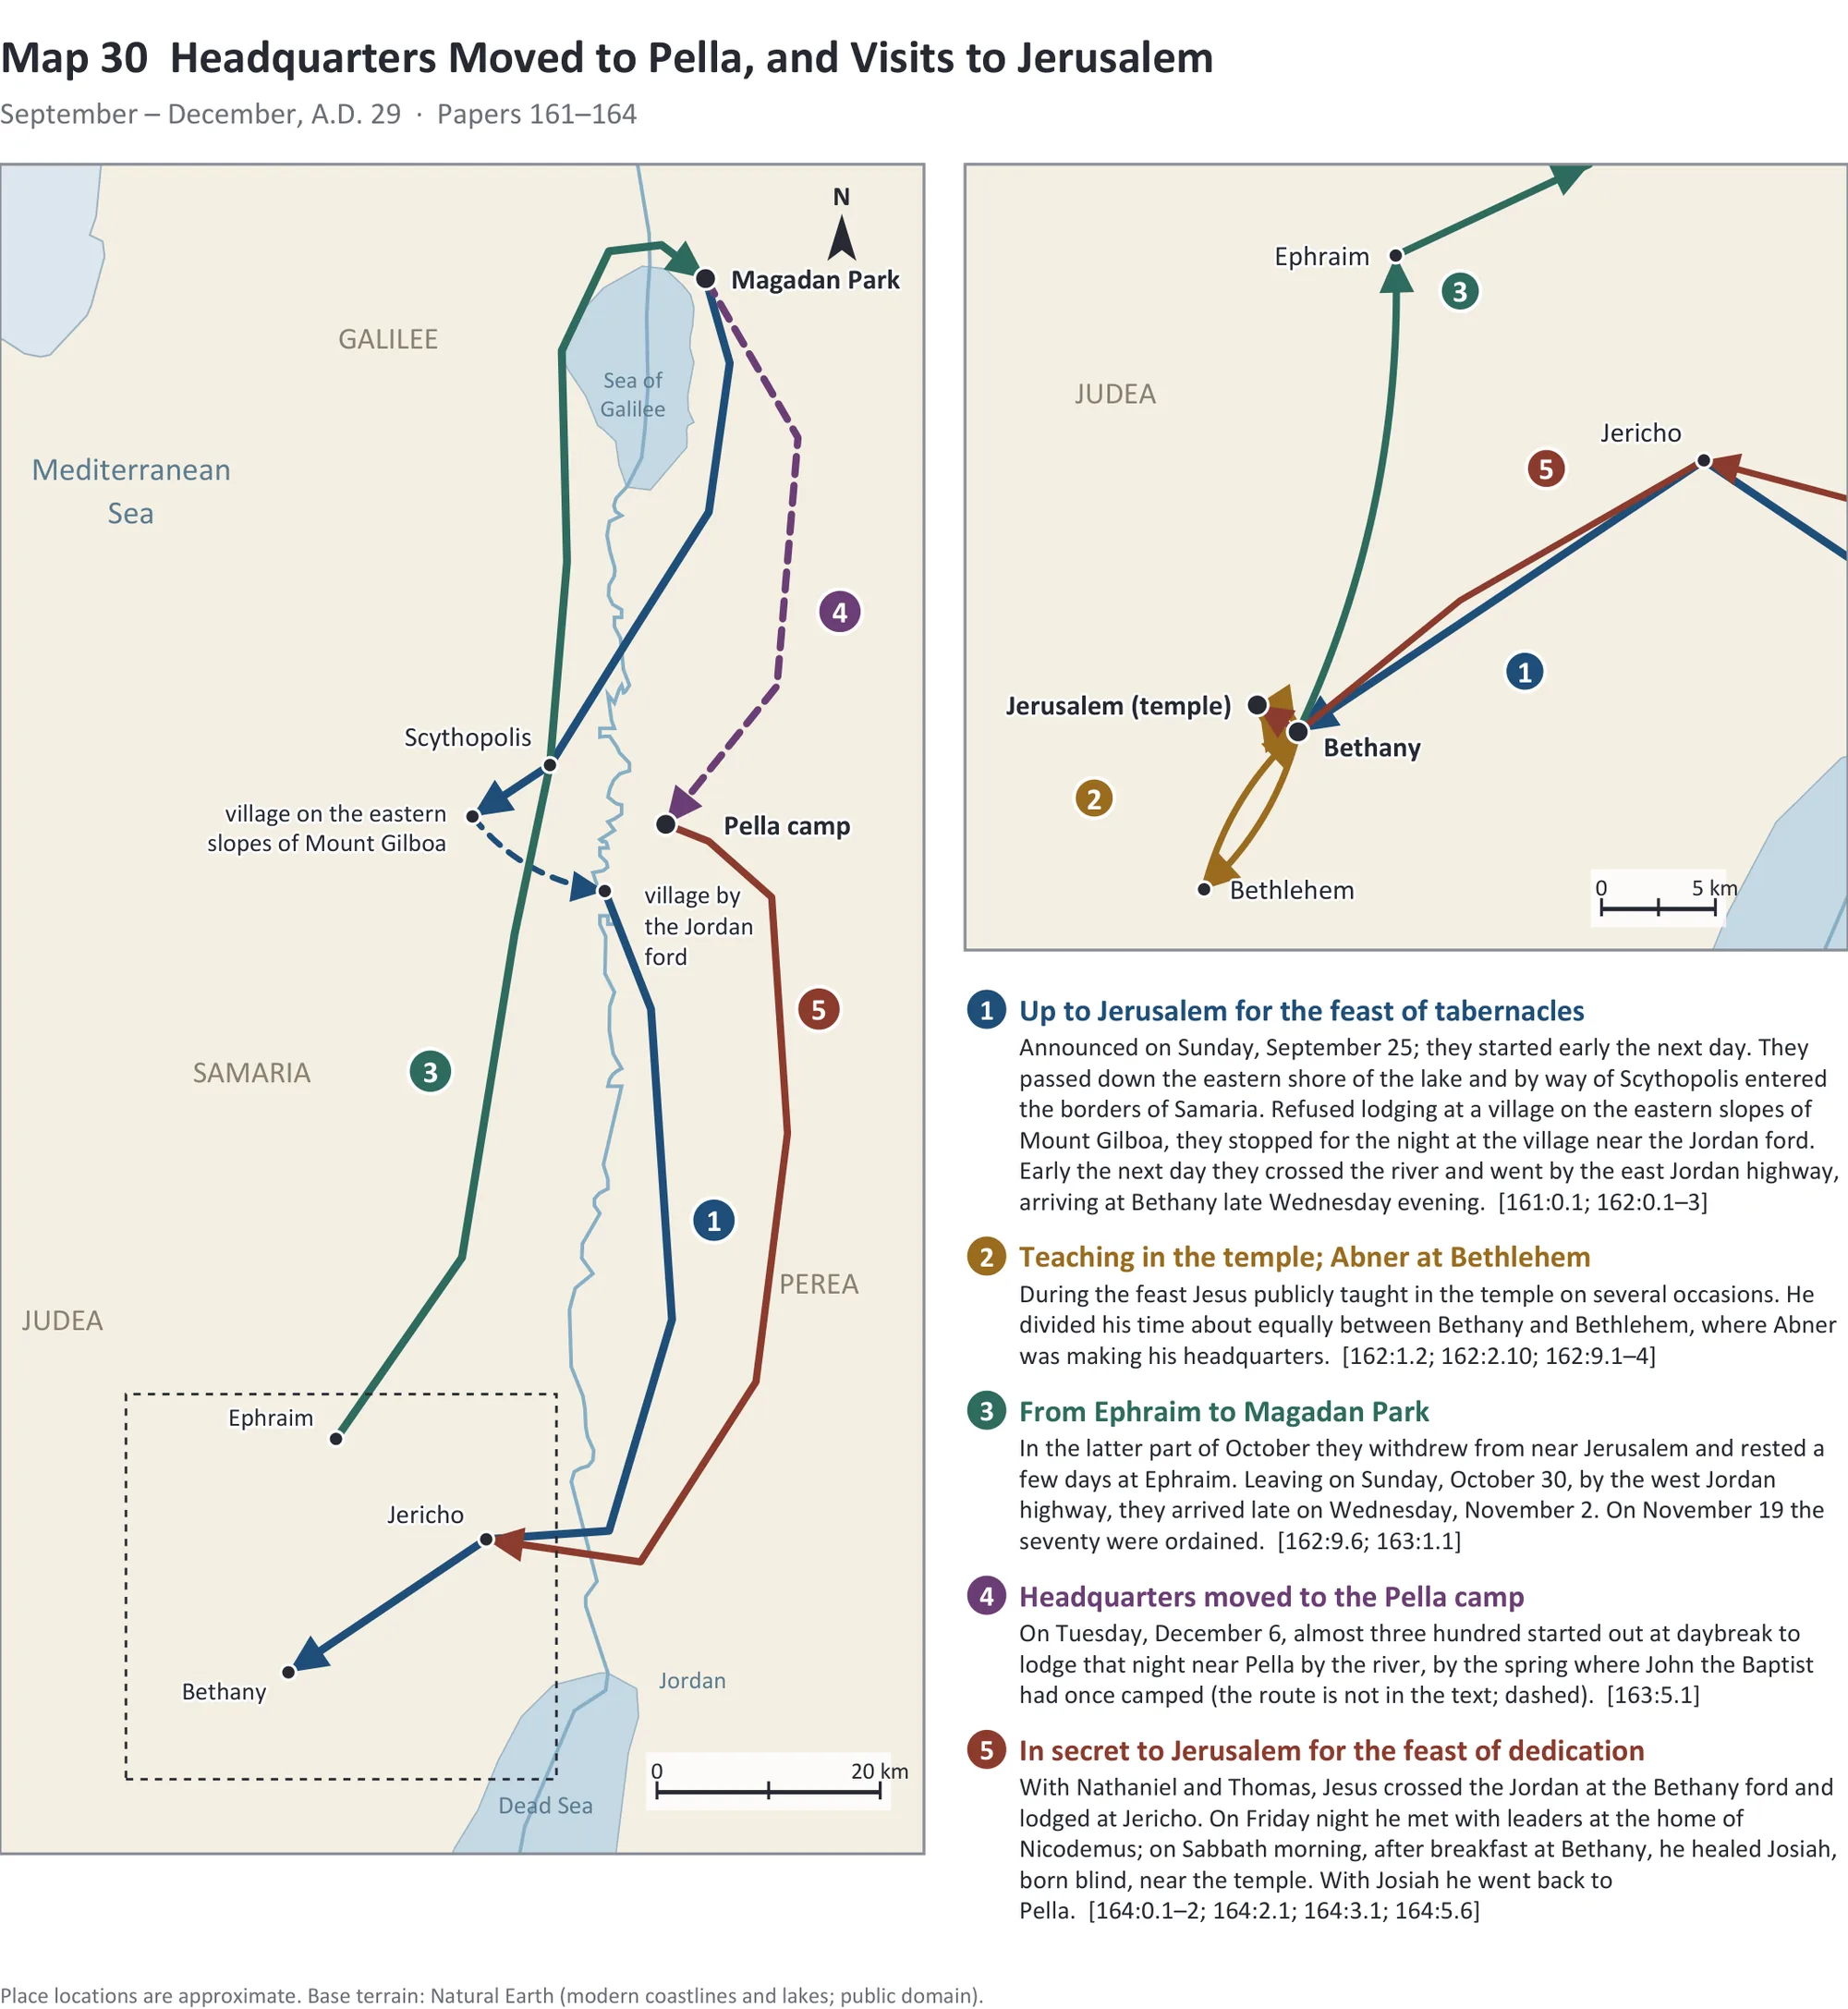 Map 30  Headquarters Moved to Pella, and Visits to Jerusalem
September – December, A.D. 29  ·  Papers 161–164
N
Magadan Park
GALILEE
Sea of
Galilee
Mediterranean
Sea
4
Scythopolis
village on the eastern
slopes of Mount Gilboa
Pella camp
village by
the Jordan
ford
5
SAMARIA
3
1
PEREA
JUDEA
Ephraim
Jericho
Bethany
Jordan
Dead Sea
0
20 km
Ephraim
3
JUDEA
Jericho
5
1
Jerusalem (temple)
Bethany
2
Bethlehem
0
5 km
1 Up to Jerusalem for the feast of tabernacles
Announced on Sunday, September 25; they started early the next day. They
passed down the eastern shore of the lake and by way of Scythopolis entered
the borders of Samaria. Refused lodging at a village on the eastern slopes of
Mount Gilboa, they stopped for the night at the village near the Jordan ford.
Early the next day they crossed the river and went by the east Jordan highway,
arriving at Bethany late Wednesday evening.  [161:0.1; 162:0.1–3]
2 Teaching in the temple; Abner at Bethlehem
During the feast Jesus publicly taught in the temple on several occasions. He
divided his time about equally between Bethany and Bethlehem, where Abner
was making his headquarters.  [162:1.2; 162:2.10; 162:9.1–4]
3 From Ephraim to Magadan Park
In the latter part of October they withdrew from near Jerusalem and rested a
few days at Ephraim. Leaving on Sunday, October 30, by the west Jordan
highway, they arrived late on Wednesday, November 2. On November 19 the
seventy were ordained.  [162:9.6; 163:1.1]
4 Headquarters moved to the Pella camp
On Tuesday, December 6, almost three hundred started out at daybreak to
lodge that night near Pella by the river, by the spring where John the Baptist
had once camped (the route is not in the text; dashed).  [163:5.1]
5 In secret to Jerusalem for the feast of dedication
With Nathaniel and Thomas, Jesus crossed the Jordan at the Bethany ford and
lodged at Jericho. On Friday night he met with leaders at the home of
Nicodemus; on Sabbath morning, after breakfast at Bethany, he healed Josiah,
born blind, near the temple. With Josiah he went back to
Pella.  [164:0.1–2; 164:2.1; 164:3.1; 164:5.6]
Place locations are approximate. Base terrain: Natural Earth (modern coastlines and lakes; public domain).